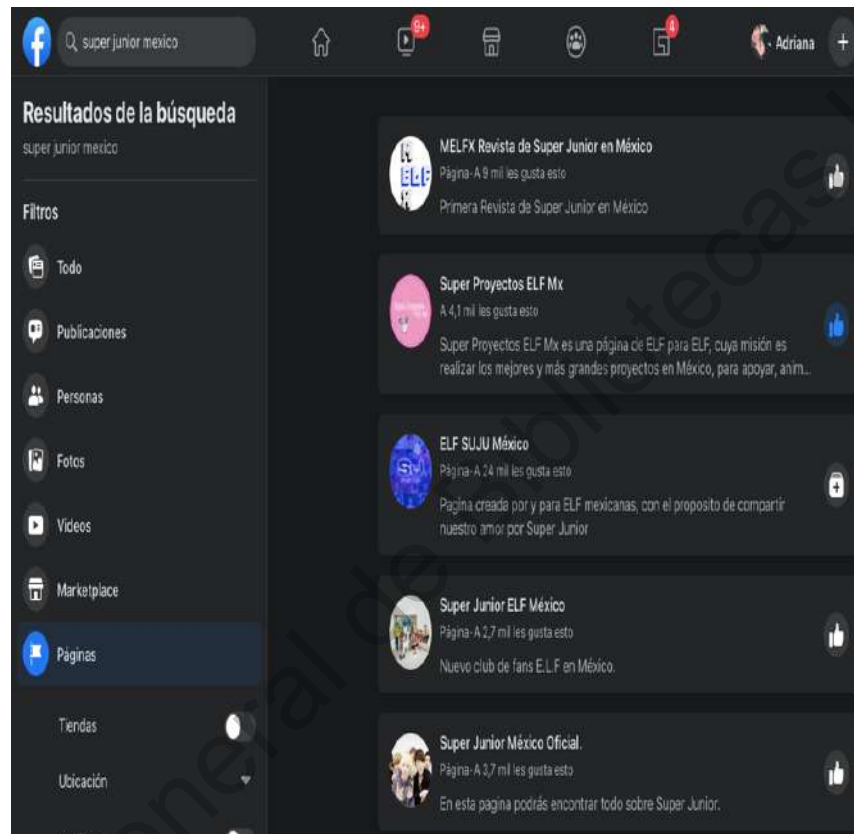 super junior mexico
9+
4
Adriana
Resultados de la búsqueda
super junior mexico
Filtros
Todo
Publicaciones
Personas
Fotos
Videos
Marketplace
Páginas
Tiendas
Ubicación
MELFX Revista de Super Junior en México
Página·A 9 mil les gusta esto
Primera Revista de Super Junior en México
Super Proyectos ELF Mx
A 4,1 mil les gusta esto
Super Proyectos ELF Mx es una página de ELF para ELF, cuya misión es
realizar los mejores y más grandes proyectos en México, para apoyar, anim...
SU
ELF SUJU México
Página·A 24 mil les gusta esto
Pagina creada por y para ELF mexicanas, con el proposito de compartir
nuestro amor por Super Junior
Super Junior ELF México
Página·A 2,7 mil les gusta esto
Nuevo club de fans E.L.F en México.
Super Junior México Oficial.
Página·A 3,7 mil les gusta esto
En esta pagina podrás encontrar todo sobre Super Junior.
neral de Bibliotecas